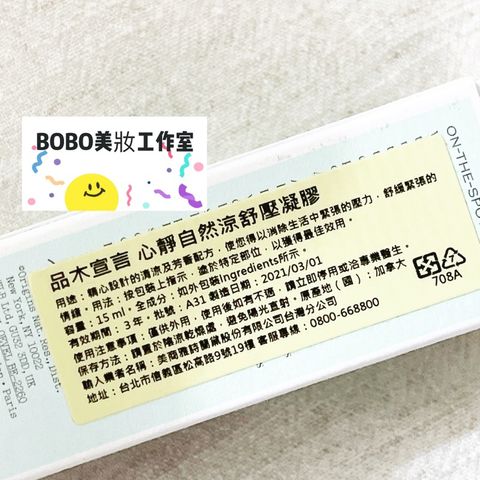 BOBO美妝工作室
ON-THE-SPO
品木宣言 心靜自然涼舒壓凝膠
用途：精心設計的清涼及芳香配方，使您得以消除生活中緊張的壓力，舒緩緊張的
情緒。用法：按包裝上指示，塗於特定部位，以獲得最佳效用。
容量：15ml。全成分：如外包裝ingredients所示。
有效期間：3年。批號：A31 製造日期：2021/03/01
使用注意事項：僅供外用，使用後如有不適，請立即停用或洽專業醫生。
保存方法：請置於陰涼乾燥處，避免陽光直射。原產地（國）：加拿大
輸入業者名稱：美商雅詩蘭黛股份有限公司台灣分公司
地址：台北市信義區松高路9號19樓 客服專線：0800-668800
708A
©Origins Nat. Res., Dist.
New York, NY 10022